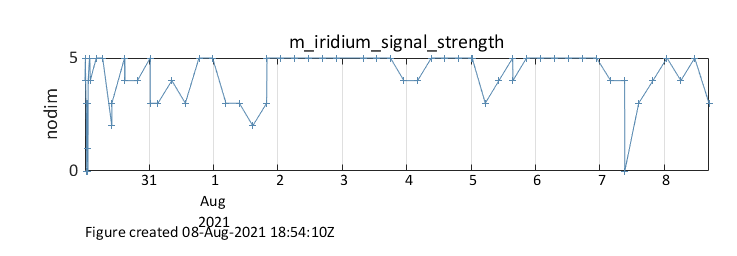 m_iridium_signal_strength
5
nodim
0
31 1 2 3 4 5 6 7 8
Aug
2021
Figure created 08-Aug-2021 18:54:10Z